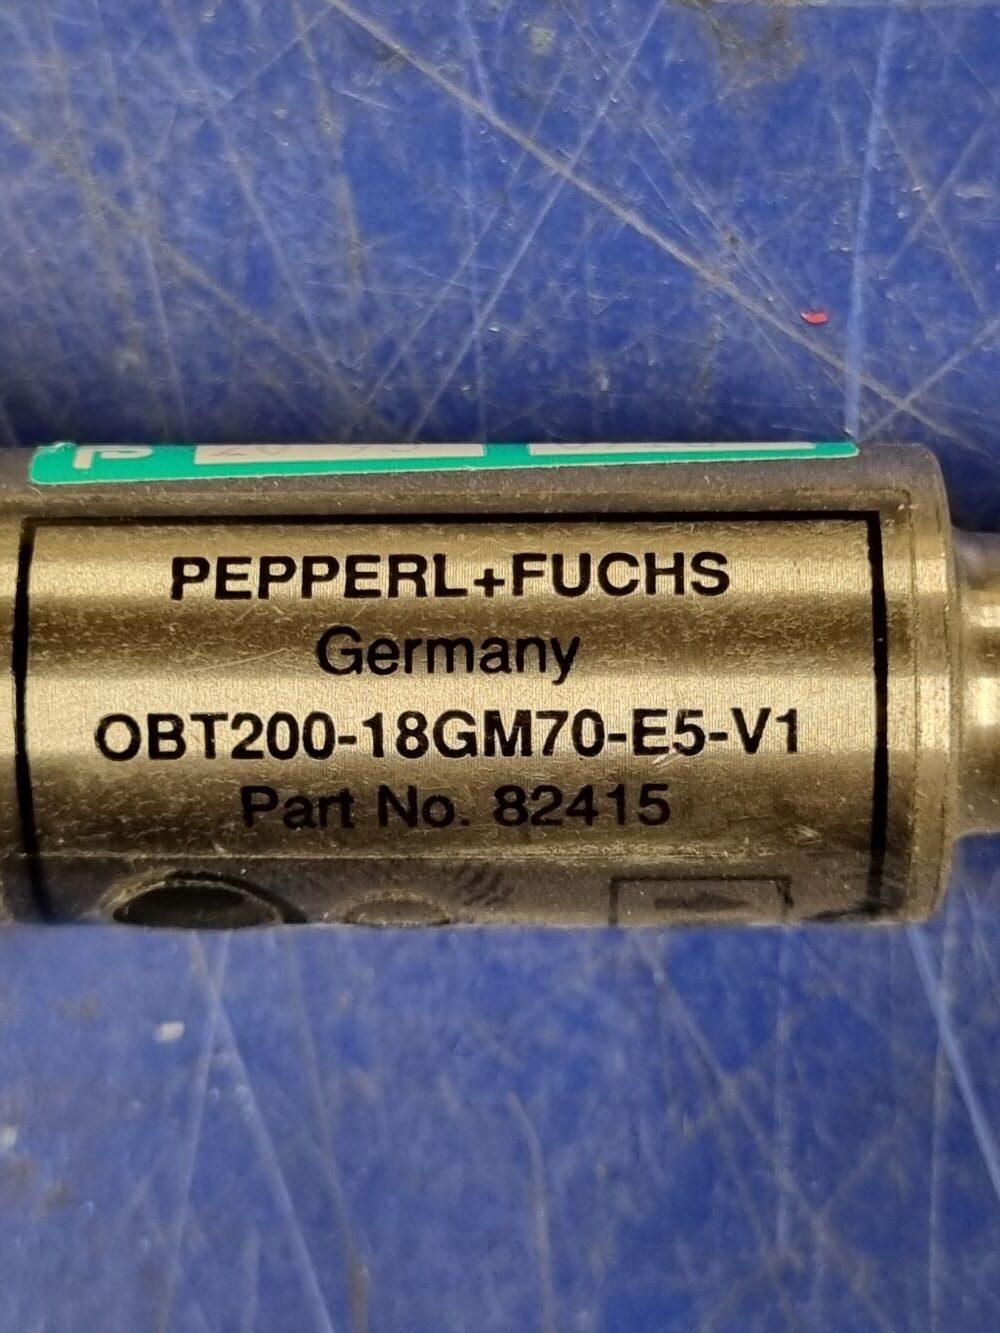 PEPPERL+FUCHS
Germany
OBT200-18GM70-E5-V1
Part No. 82415